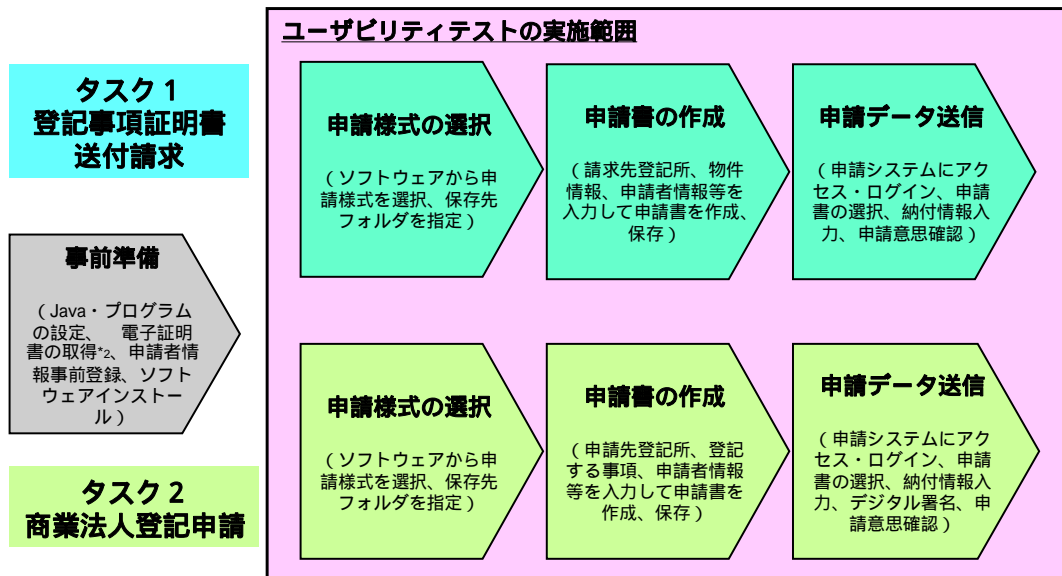 ユーザビリティテストの実施範囲
タスク１
登記事項証明書
送付請求
申請様式の選択
（ソフトウェアから申
請様式を選択、保存先
フォルダを指定）
申請書の作成
（請求先登記所、物件
情報、申請者情報等を
入力して申請書を作成、
保存）
申請データ送信
（申請システムにアク
セス・ログイン、申請
書の選択、納付情報入
力、申請意思確認）
事前準備
（Java・プログラム
の設定、　電子証明
書の取得*2、申請者情
報事前登録、ソフト
ウェアインストー
ル）
タスク２
商業法人登記申請
申請様式の選択
（ソフトウェアから申
請様式を選択、保存先
フォルダを指定）
申請書の作成
（申請先登記所、登記
する事項、申請者情報
等を入力して申請書を
作成、保存）
申請データ送信
（申請システムにアク
セス・ログイン、申請
書の選択、納付情報入
力、デジタル署名、申
請意思確認）